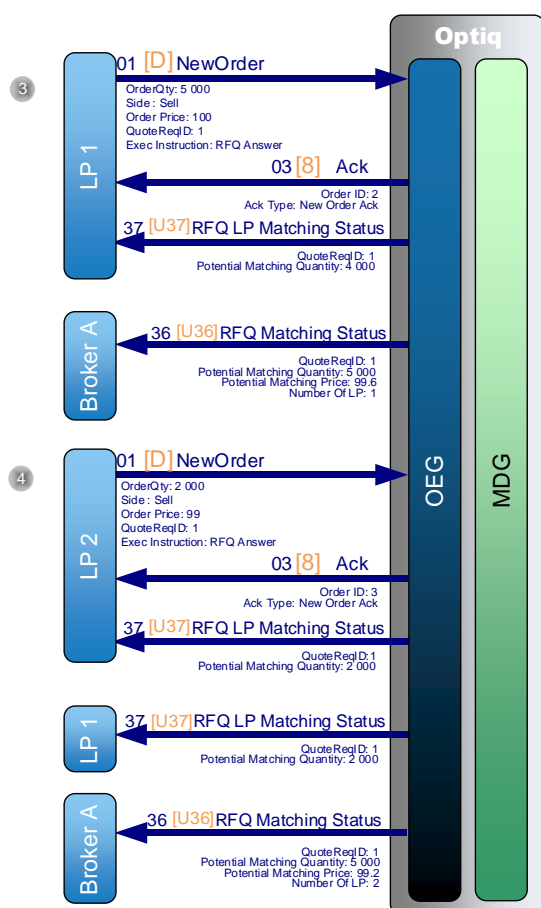 Optiq
3
LP 1
01 [D] NewOrder
OrderQty: 5 000
Side : Sell
Order Price: 100
QuoteReqID: 1
Exec Instruction: RFQ Answer
03 [8] Ack
Order ID: 2
Ack Type: New Order Ack
37 [U37] RFQ LP Matching Status
QuoteReqID: 1
Potential Matching Quantity: 4 000
Broker A
36 [U36] RFQ Matching Status
QuoteReqID: 1
Potential Matching Quantity: 5 000
Potential Matching Price: 99.6
Number Of LP: 1
OEG
MDG
4
LP 2
01 [D] NewOrder
OrderQty: 2 000
Side : Sell
Order Price: 99
QuoteReqID: 1
Exec Instruction: RFQ Answer
03 [8] Ack
Order ID: 3
Ack Type: New Order Ack
37 [U37] RFQ LP Matching Status
QuoteReqID: 1
Potential Matching Quantity: 2 000
LP 1
37 [U37] RFQ LP Matching Status
QuoteReqID: 1
Potential Matching Quantity: 2 000
Broker A
36 [U36] RFQ Matching Status
QuoteReqID: 1
Potential Matching Quantity: 5 000
Potential Matching Price: 99.2
Number Of LP: 2